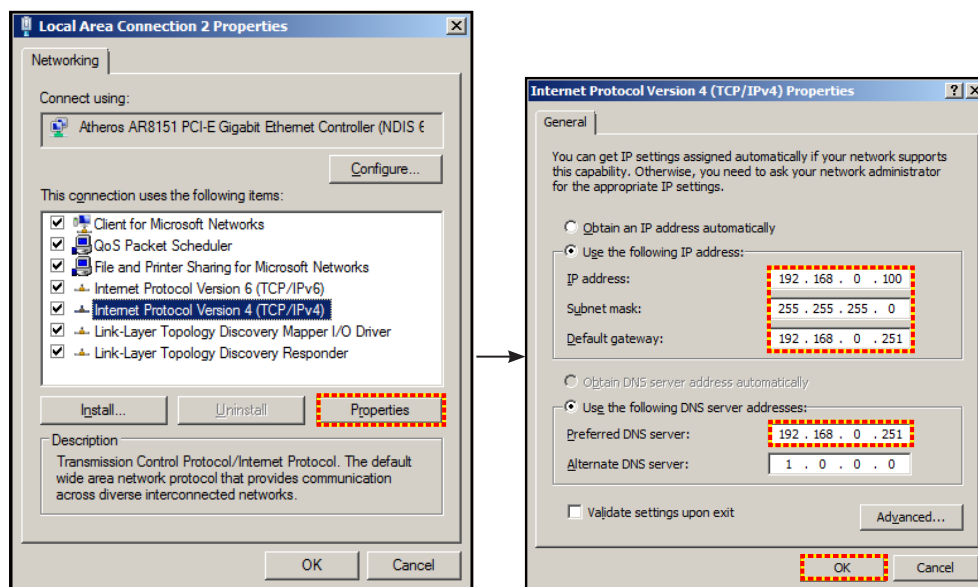 Local Area Connection 2 Properties
Networking
Connect using:
Atheros AR8151 PCI-E Gigabit Ethernet Controller (NDIS 6
Configure...
This connection uses the following items:
Client for Microsoft Networks
QoS Packet Scheduler
File and Printer Sharing for Microsoft Networks
Internet Protocol Version 6 (TCP/IPv6)
Internet Protocol Version 4 (TCP/IPv4)
Link-Layer Topology Discovery Mapper I/O Driver
Link-Layer Topology Discovery Responder
Install...
Uninstall
Properties
Description
Transmission Control Protocol/Internet Protocol. The default
wide area network protocol that provides communication
across diverse interconnected networks.
OK
Cancel
Internet Protocol Version 4 (TCP/IPv4) Properties
General
You can get IP settings assigned automatically if your network supports
this capability. Otherwise, you need to ask your network administrator
for the appropriate IP settings.
Obtain an IP address automatically
Use the following IP address:
IP address: 192 . 168 . 0 . 100
Subnet mask: 255 . 255 . 255 . 0
Default gateway: 192 . 168 . 0 . 251
Obtain DNS server address automatically
Use the following DNS server addresses:
Preferred DNS server: 192 . 168 . 0 . 251
Alternate DNS server: 1 . 0 . 0 . 0
Validate settings upon exit
Advanced...
OK
Cancel